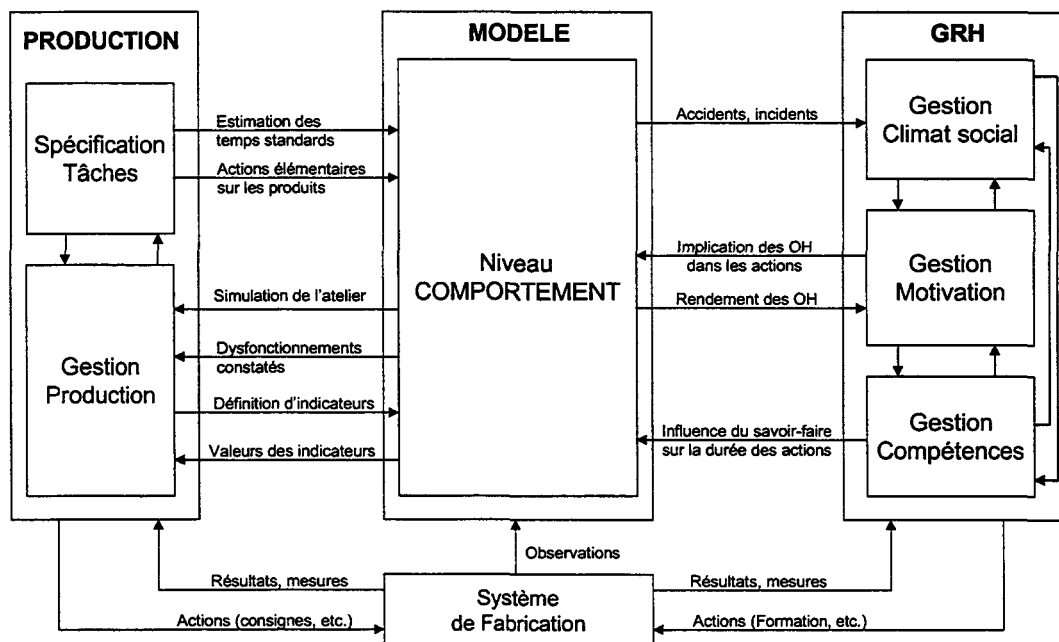 PRODUCTION
Spécification
Tâches
Gestion
Production
Estimation des
temps standards
Actions élémentaires
sur les produits
Simulation de l'atelier
Dysfonctionnements
constatés
Définition d'indicateurs
Valeurs des indicateurs
MODELE
Niveau
COMPORTEMENT
Accidents, incidents
Implication des OH
dans les actions
Rendement des OH
Influence du savoir-faire
sur la durée des actions
GRH
Gestion
Climat social
Gestion
Motivation
Gestion
Compétences
Observations
Résultats, mesures
Actions (consignes, etc.)
Système
de Fabrication
Résultats, mesures
Actions (Formation, etc.)